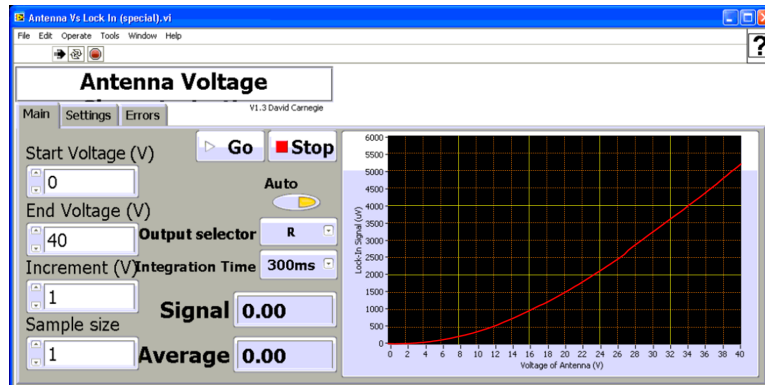 Antenna Vs Lock In (special).vi
File Edit Operate Tools Window Help
?
Antenna Voltage
V1.3 David Carnegie
Main Settings Errors
Go Stop
Start Voltage (V)
0
Auto
End Voltage (V)
40
Output selector R
Increment (V)
Integration Time 300ms
1
Signal 0.00
Sample size
1
Average 0.00
6000
5500
5000
4500
4000
3500
3000
2500
2000
1500
1000
500
0
Lock-In Signal (uV)
0 2 4 6 8 10 12 14 16 18 20 22 24 26 28 30 32 34 36 38 40
Voltage of Antenna (V)